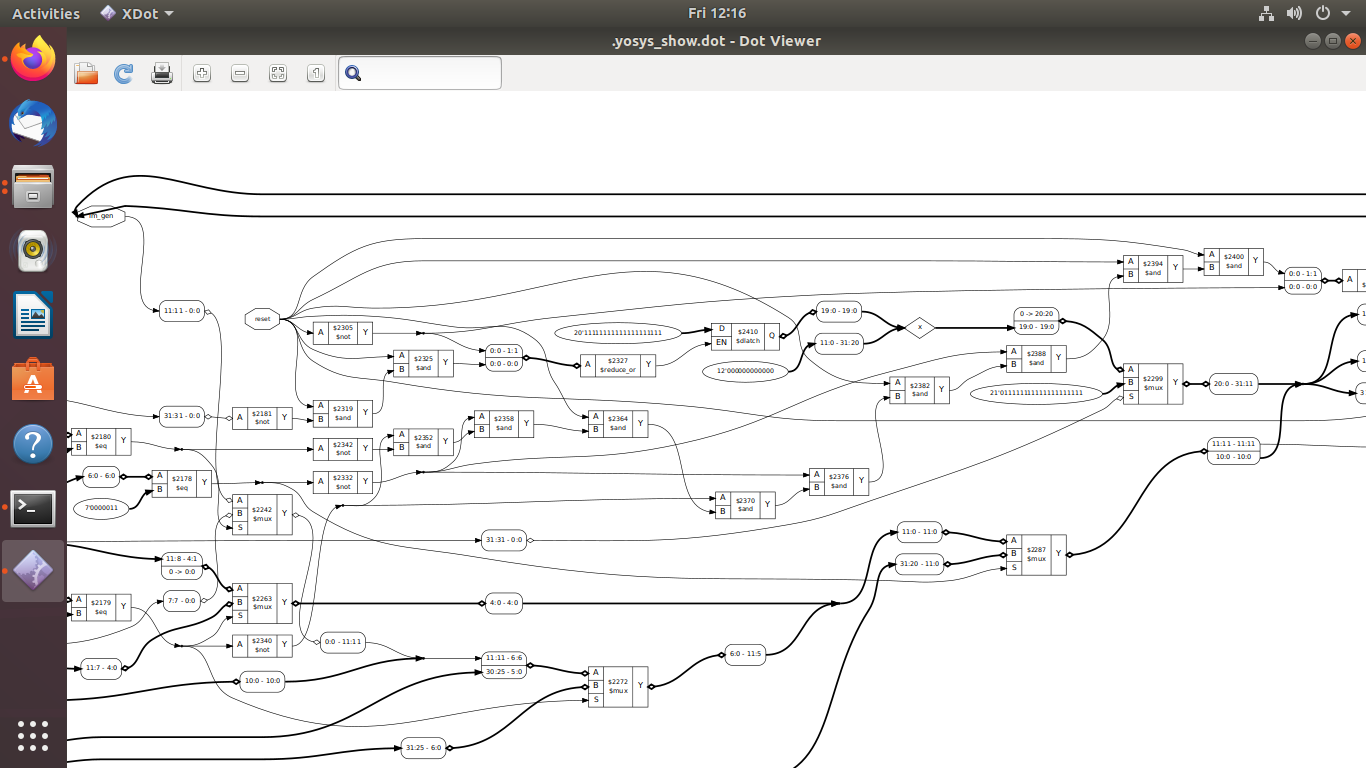 Activities
XDot
Fri 12:16
.yosys_show.dot - Dot Viewer
im_gen
11:11 - 0:0
reset
A $2305 $not Y
A B $2325 $and Y
0:0 - 1:1
0:0 - 0:0
20'11111111111111111111
A $2327 $reduce_or Y
D EN $2410 $dlatch Q
12'000000000000
19:0 - 19:0
11:0 - 31:20
x
0 -> 20:20
19:0 - 19:0
A B $2394 $and Y
A B $2400 $and Y
0:0 - 1:1
0:0 - 0:0
A
A B $2388 $and Y
A B $2382 $and Y
21'011111111111111111111
A B S $2299 $mux Y
20:0 - 31:11
31:31 - 0:0
A $2181 $not Y
A B $2319 $and Y
A B $2358 $and Y
A B $2364 $and Y
A B $2180 $eq Y
A $2342 $not Y
A B $2352 $and Y
11:11 - 11:11
10:0 - 10:0
6:0 - 6:0
A B $2178 $eq Y
A $2332 $not Y
A B $2376 $and Y
7'0000011
A B S $2242 $mux Y
A B $2370 $and Y
31:31 - 0:0
11:0 - 11:0
31:20 - 11:0
A B S $2287 $mux Y
11:8 - 4:1
0 -> 0:0
7:7 - 0:0
A B $2179 $eq Y
A B S $2263 $mux Y
4:0 - 4:0
A $2340 $not Y
0:0 - 11:11
11:7 - 4:0
10:0 - 10:0
11:11 - 6:6
30:25 - 5:0
A B S $2272 $mux Y
6:0 - 11:5
31:25 - 6:0